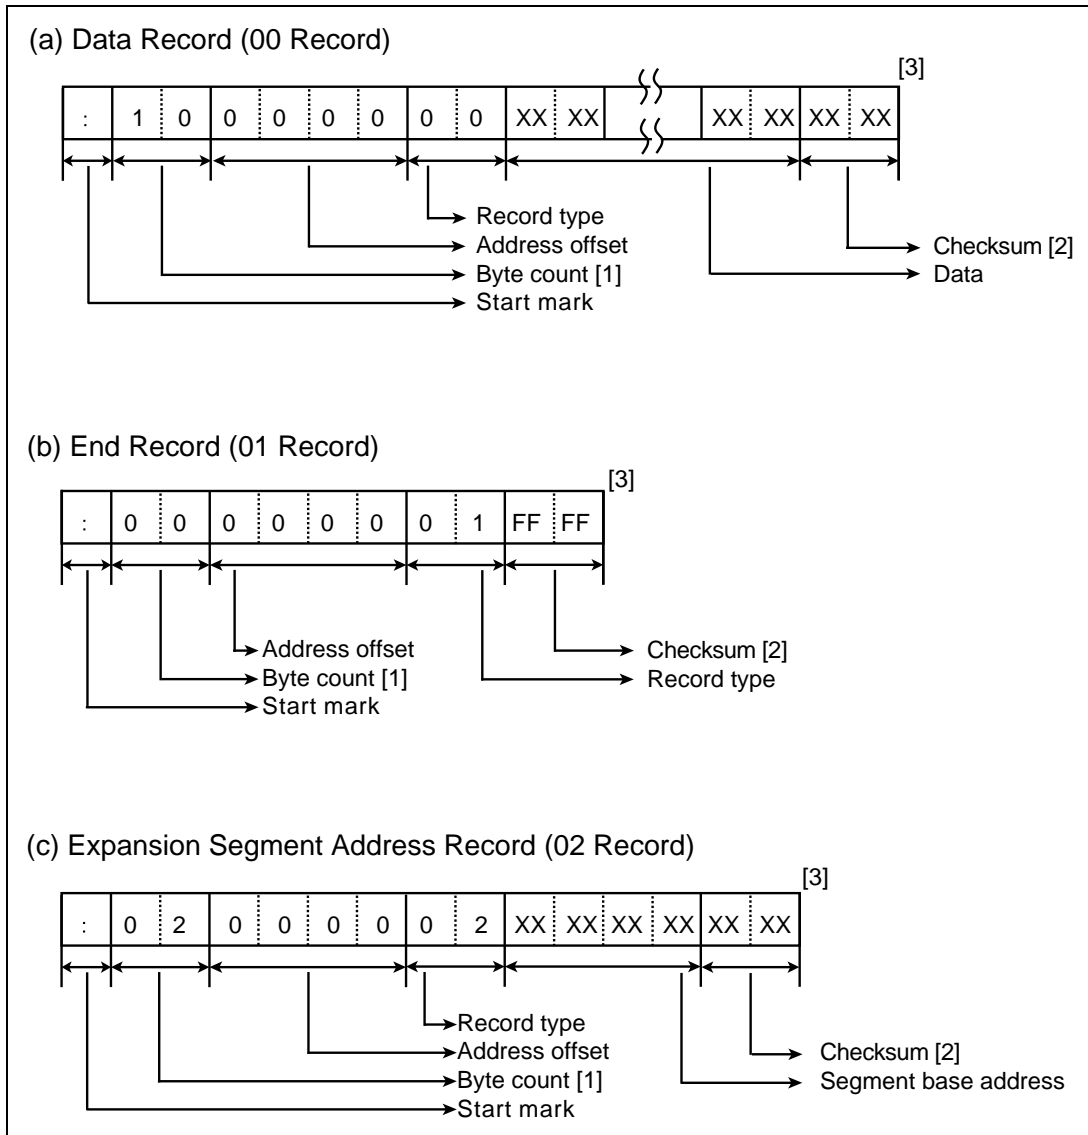 (a) Data Record (00 Record)
[3]
: 1 0 0 0 0 0 0 0 XX XX XX XX XX XX
Record type
Address offset
Byte count [1]
Start mark
Checksum [2]
Data
(b) End Record (01 Record)
[3]
: 0 0 0 0 0 0 0 1 FF FF
Address offset
Byte count [1]
Start mark
Checksum [2]
Record type
(c) Expansion Segment Address Record (02 Record)
[3]
: 0 2 0 0 0 0 0 2 XX XX XX XX XX XX
Record type
Address offset
Byte count [1]
Start mark
Checksum [2]
Segment base address